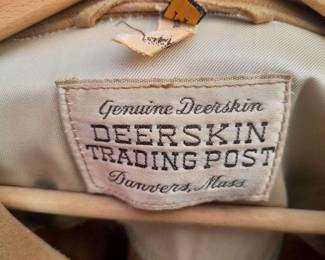 Genuine Deerskin
DEERSKIN
TRADING POST
Danvers, Mass